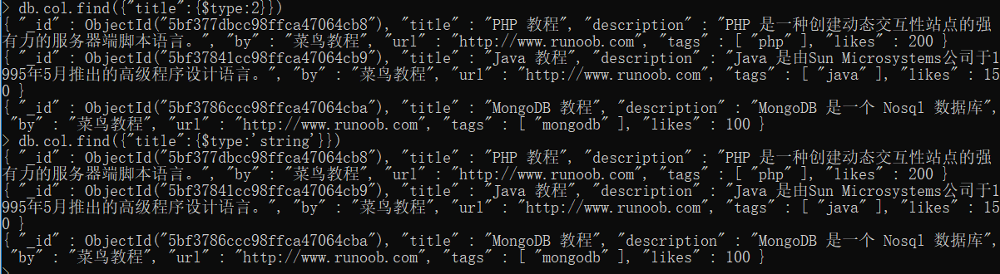 > db.col.find({"title":{$type:2}})
{ "_id" : ObjectId("5bf377dbcc98ffca47064cb8"), "title" : "PHP 教程", "description" : "PHP 是一种创建动态交互性站点的强
有力的服务器端脚本语言。", "by" : "菜鸟教程", "url" : "http://www.runoob.com", "tags" : [ "php" ], "likes" : 200 }
{ "_id" : ObjectId("5bf37841cc98ffca47064cb9"), "title" : "Java 教程", "description" : "Java 是由Sun Microsystems公司于1
995年5月推出的高级程序设计语言。", "by" : "菜鸟教程", "url" : "http://www.runoob.com", "tags" : [ "java" ], "likes" : 15
0 }
{ "_id" : ObjectId("5bf3786ccc98ffca47064cba"), "title" : "MongoDB 教程", "description" : "MongoDB 是一个 Nosql 数据库",
"by" : "菜鸟教程", "url" : "http://www.runoob.com", "tags" : [ "mongodb" ], "likes" : 100 }
> db.col.find({"title":{$type:'string'}})
{ "_id" : ObjectId("5bf377dbcc98ffca47064cb8"), "title" : "PHP 教程", "description" : "PHP 是一种创建动态交互性站点的强
有力的服务器端脚本语言。", "by" : "菜鸟教程", "url" : "http://www.runoob.com", "tags" : [ "php" ], "likes" : 200 }
{ "_id" : ObjectId("5bf37841cc98ffca47064cb9"), "title" : "Java 教程", "description" : "Java 是由Sun Microsystems公司于1
995年5月推出的高级程序设计语言。", "by" : "菜鸟教程", "url" : "http://www.runoob.com", "tags" : [ "java" ], "likes" : 15
0 }
{ "_id" : ObjectId("5bf3786ccc98ffca47064cba"), "title" : "MongoDB 教程", "description" : "MongoDB 是一个 Nosql 数据库",
"by" : "菜鸟教程", "url" : "http://www.runoob.com", "tags" : [ "mongodb" ], "likes" : 100 }